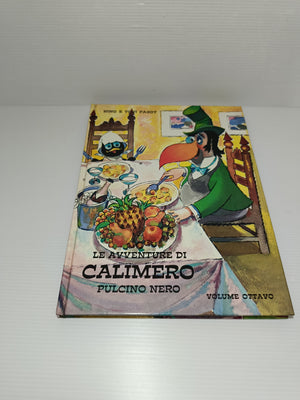 NINO E TONI PAGOT
LE AVVENTURE DI
CALIMERO
PULCINO NERO
VOLUME OTTAVO